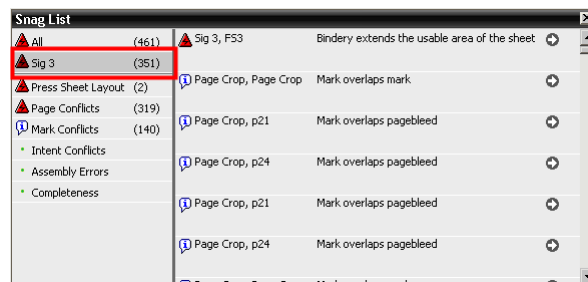 Snag List
All (461)
Sig 3 (351)
Press Sheet Layout (2)
Page Conflicts (319)
Mark Conflicts (140)
Intent Conflicts
Assembly Errors
Completeness
Sig 3, FS3 Bindery extends the usable area of the sheet
Page Crop, Page Crop Mark overlaps mark
Page Crop, p21 Mark overlaps pagebleed
Page Crop, p24 Mark overlaps pagebleed
Page Crop, p21 Mark overlaps pagebleed
Page Crop, p24 Mark overlaps pagebleed